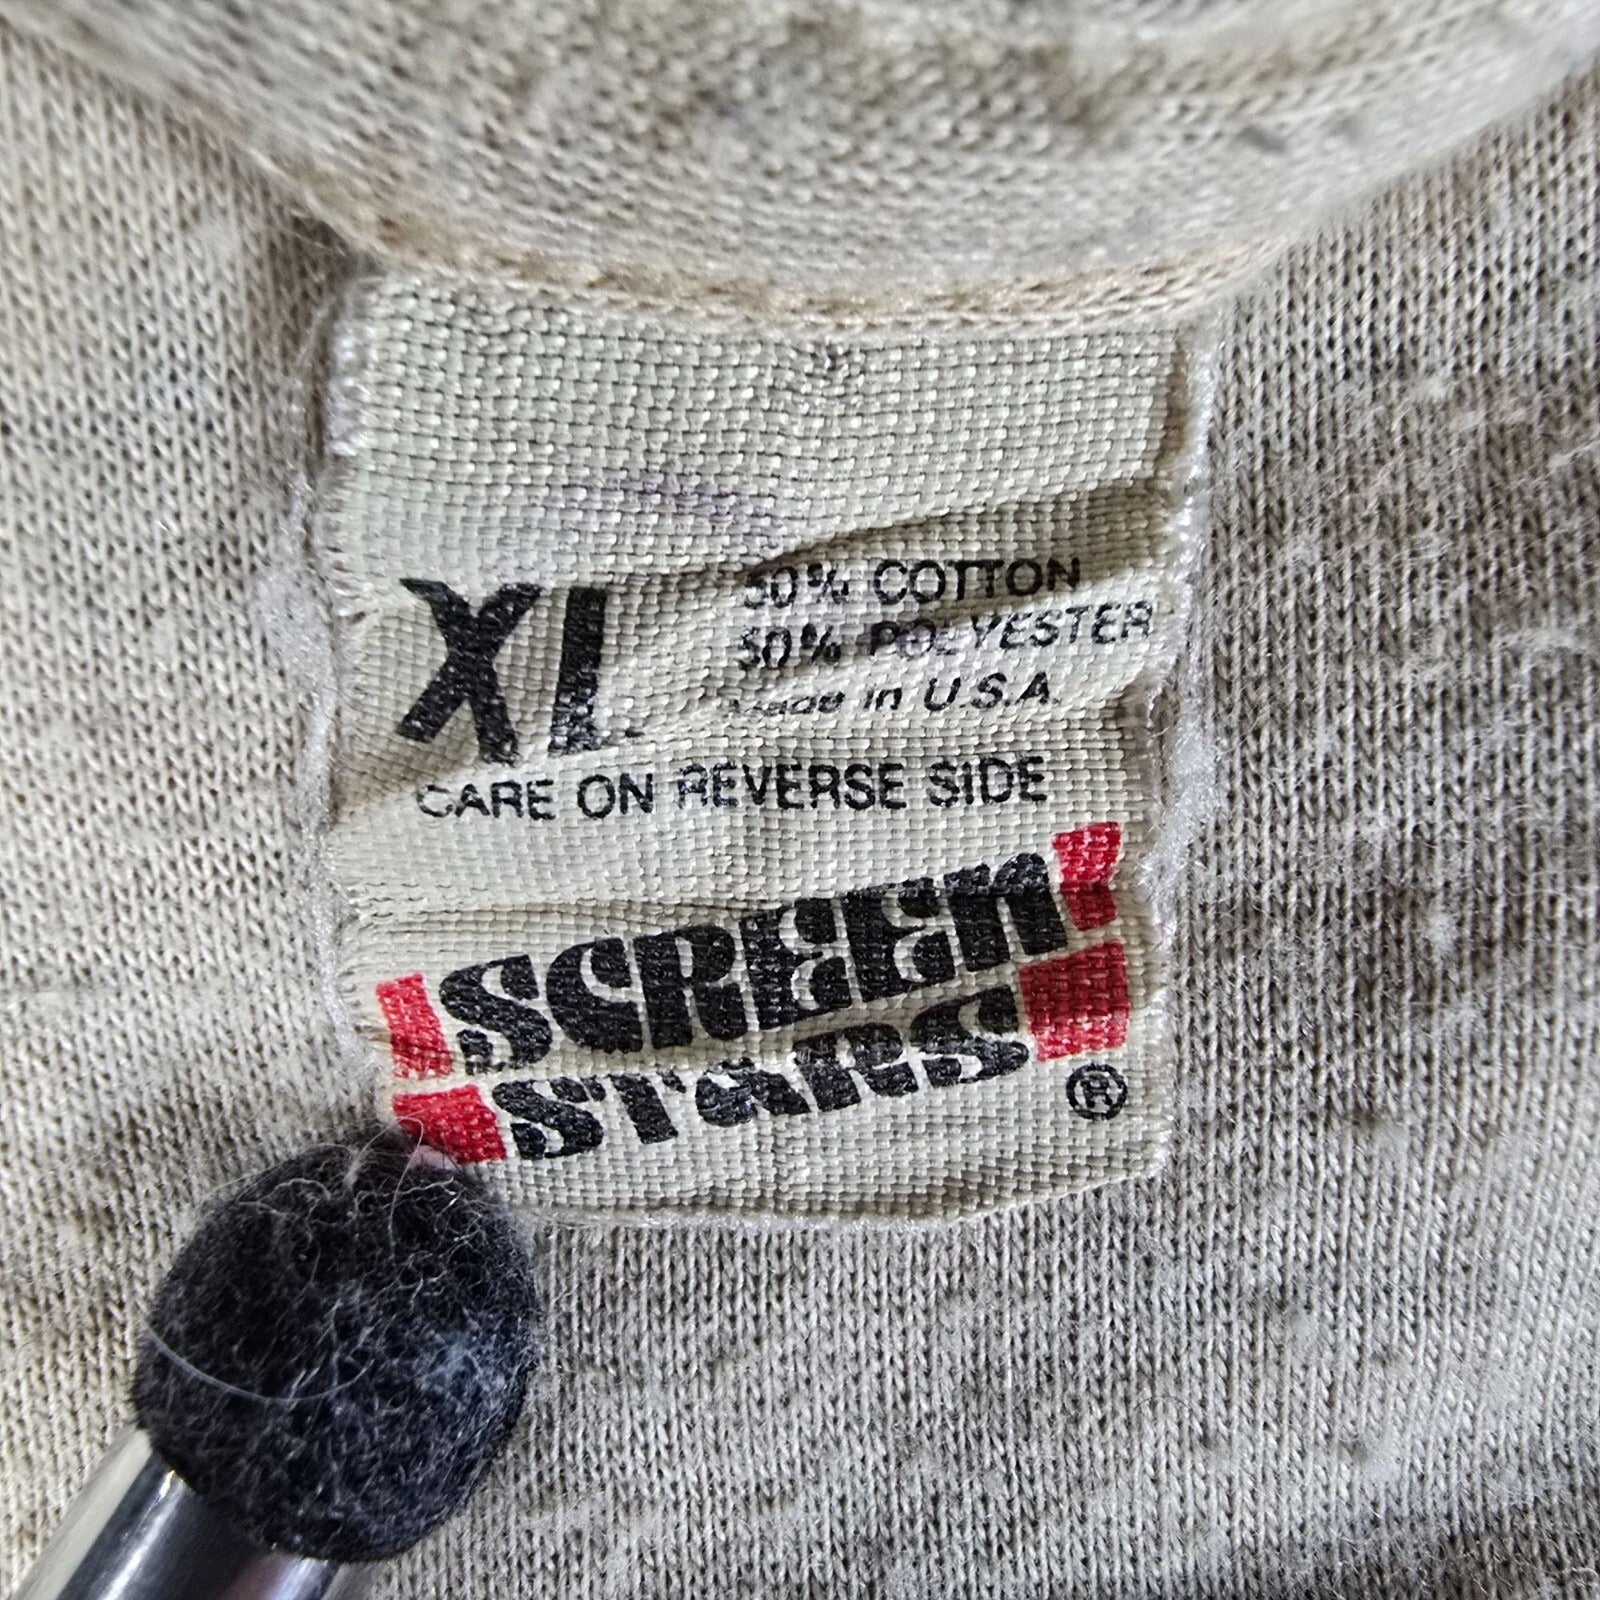 XL
50% COTTON
50% POLYESTER
Made in U.S.A.
CARE ON REVERSE SIDE
SCREEN
STARS
®